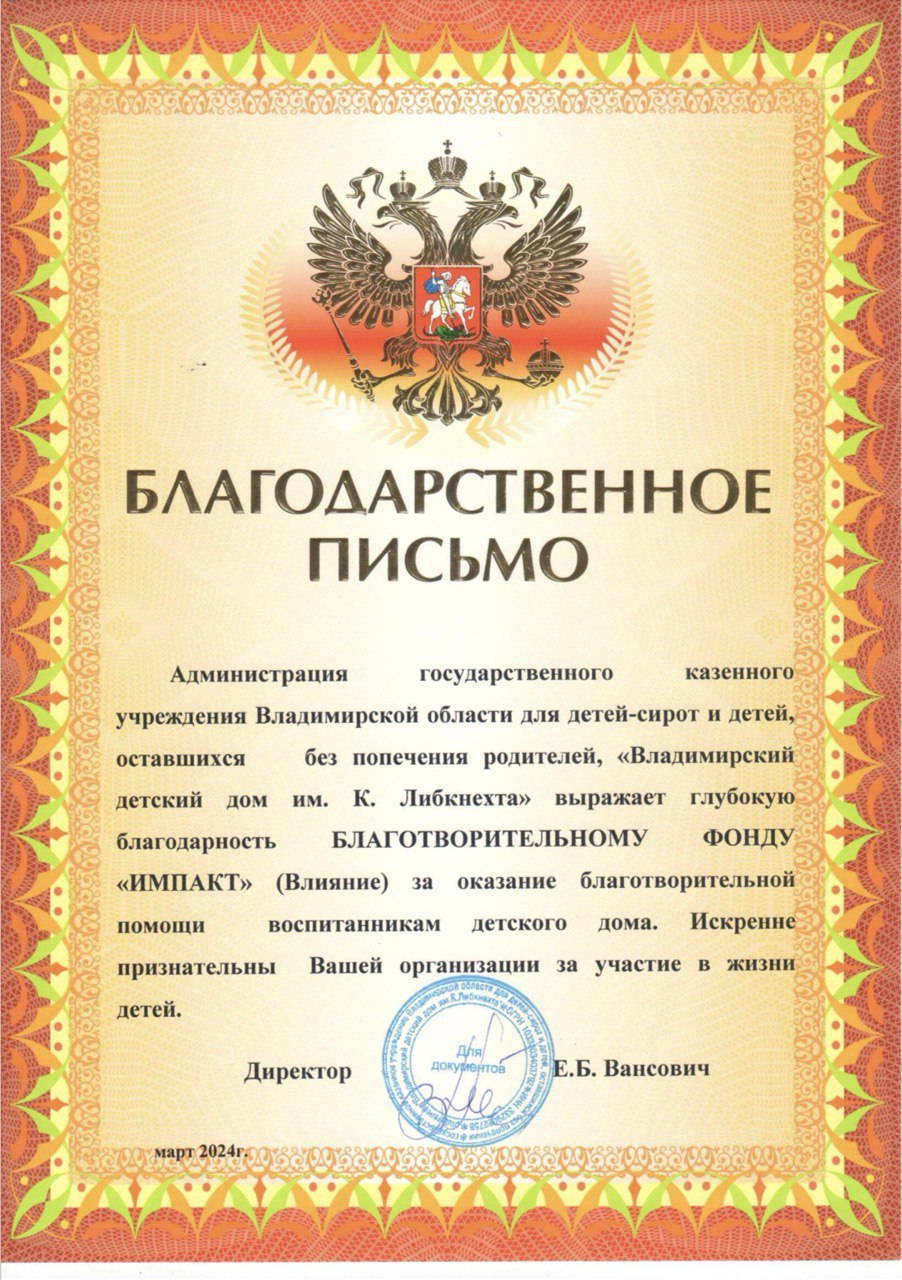 БЛАГОДАРСТВЕННОЕ
ПИСЬМО
Администрация государственного казенного
учреждения Владимирской области для детей-сирот и детей,
оставшихся без попечения родителей, «Владимирский
детский дом им. К. Либкнехта» выражает глубокую
благодарность БЛАГОТВОРИТЕЛЬНОМУ ФОНДУ
«ИМПАКТ» (Влияние) за оказание благотворительной
помощи воспитанникам детского дома. Искренне
признательны Вашей организации за участие в жизни
детей.
Директор Е.Б. Вансович
Для
документов
март 2024г.